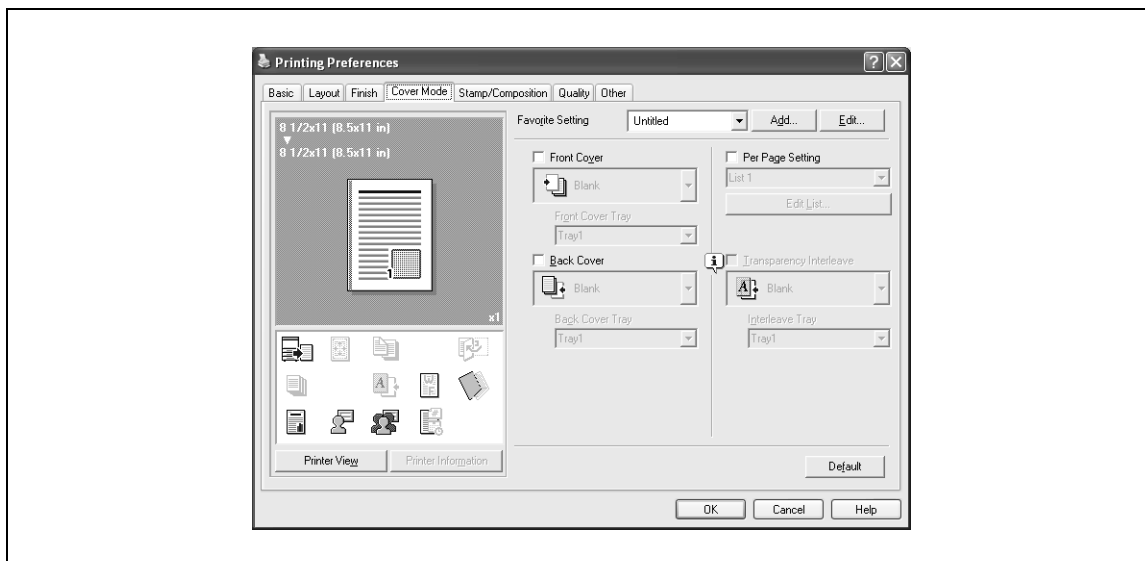 Printing Preferences
Basic Layout Finish Cover Mode Stamp/Composition Quality Other
8 1/2x11 (8.5x11 in)
8 1/2x11 (8.5x11 in)
1
x1
Printer View Printer Information
Favorite Setting Untitled Add... Edit...
Front Cover
Blank
Front Cover Tray
Tray1
Back Cover
Blank
Back Cover Tray
Tray1
Per Page Setting
List 1
Edit List...
Transparency Interleave
A Blank
Interleave Tray
Tray1
Default
OK Cancel Help